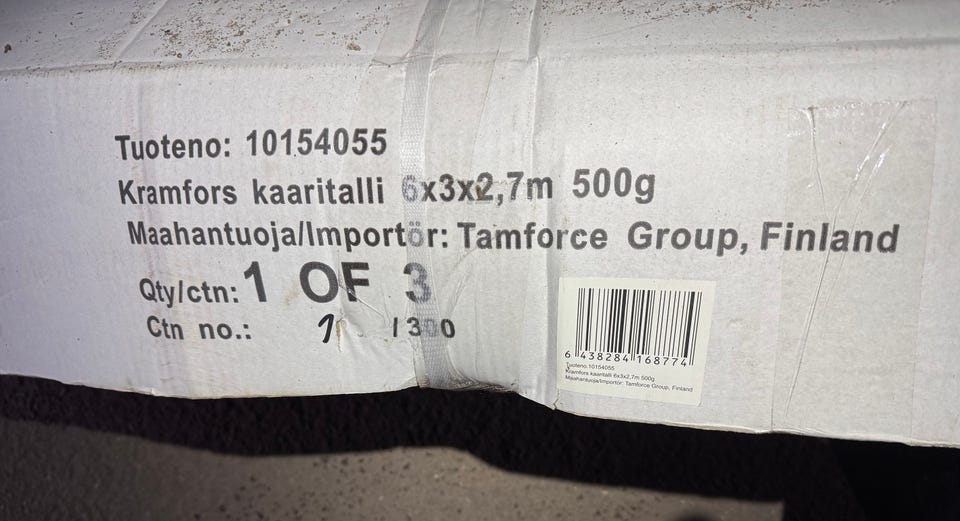 Tuoteno: 10154055
Kramfors kaaritalli 6x3x2,7m 500g
Maahantuoja/Importör: Tamforce Group, Finland
Qty/ctn: 1 OF 3
Ctn no.: /300
6 438284 168774
Tuoteno.10154055
Kramfors kaaritalli 6x3x2,7m 500g
Maahantuoja/Importör: Tamforce Group, Finland